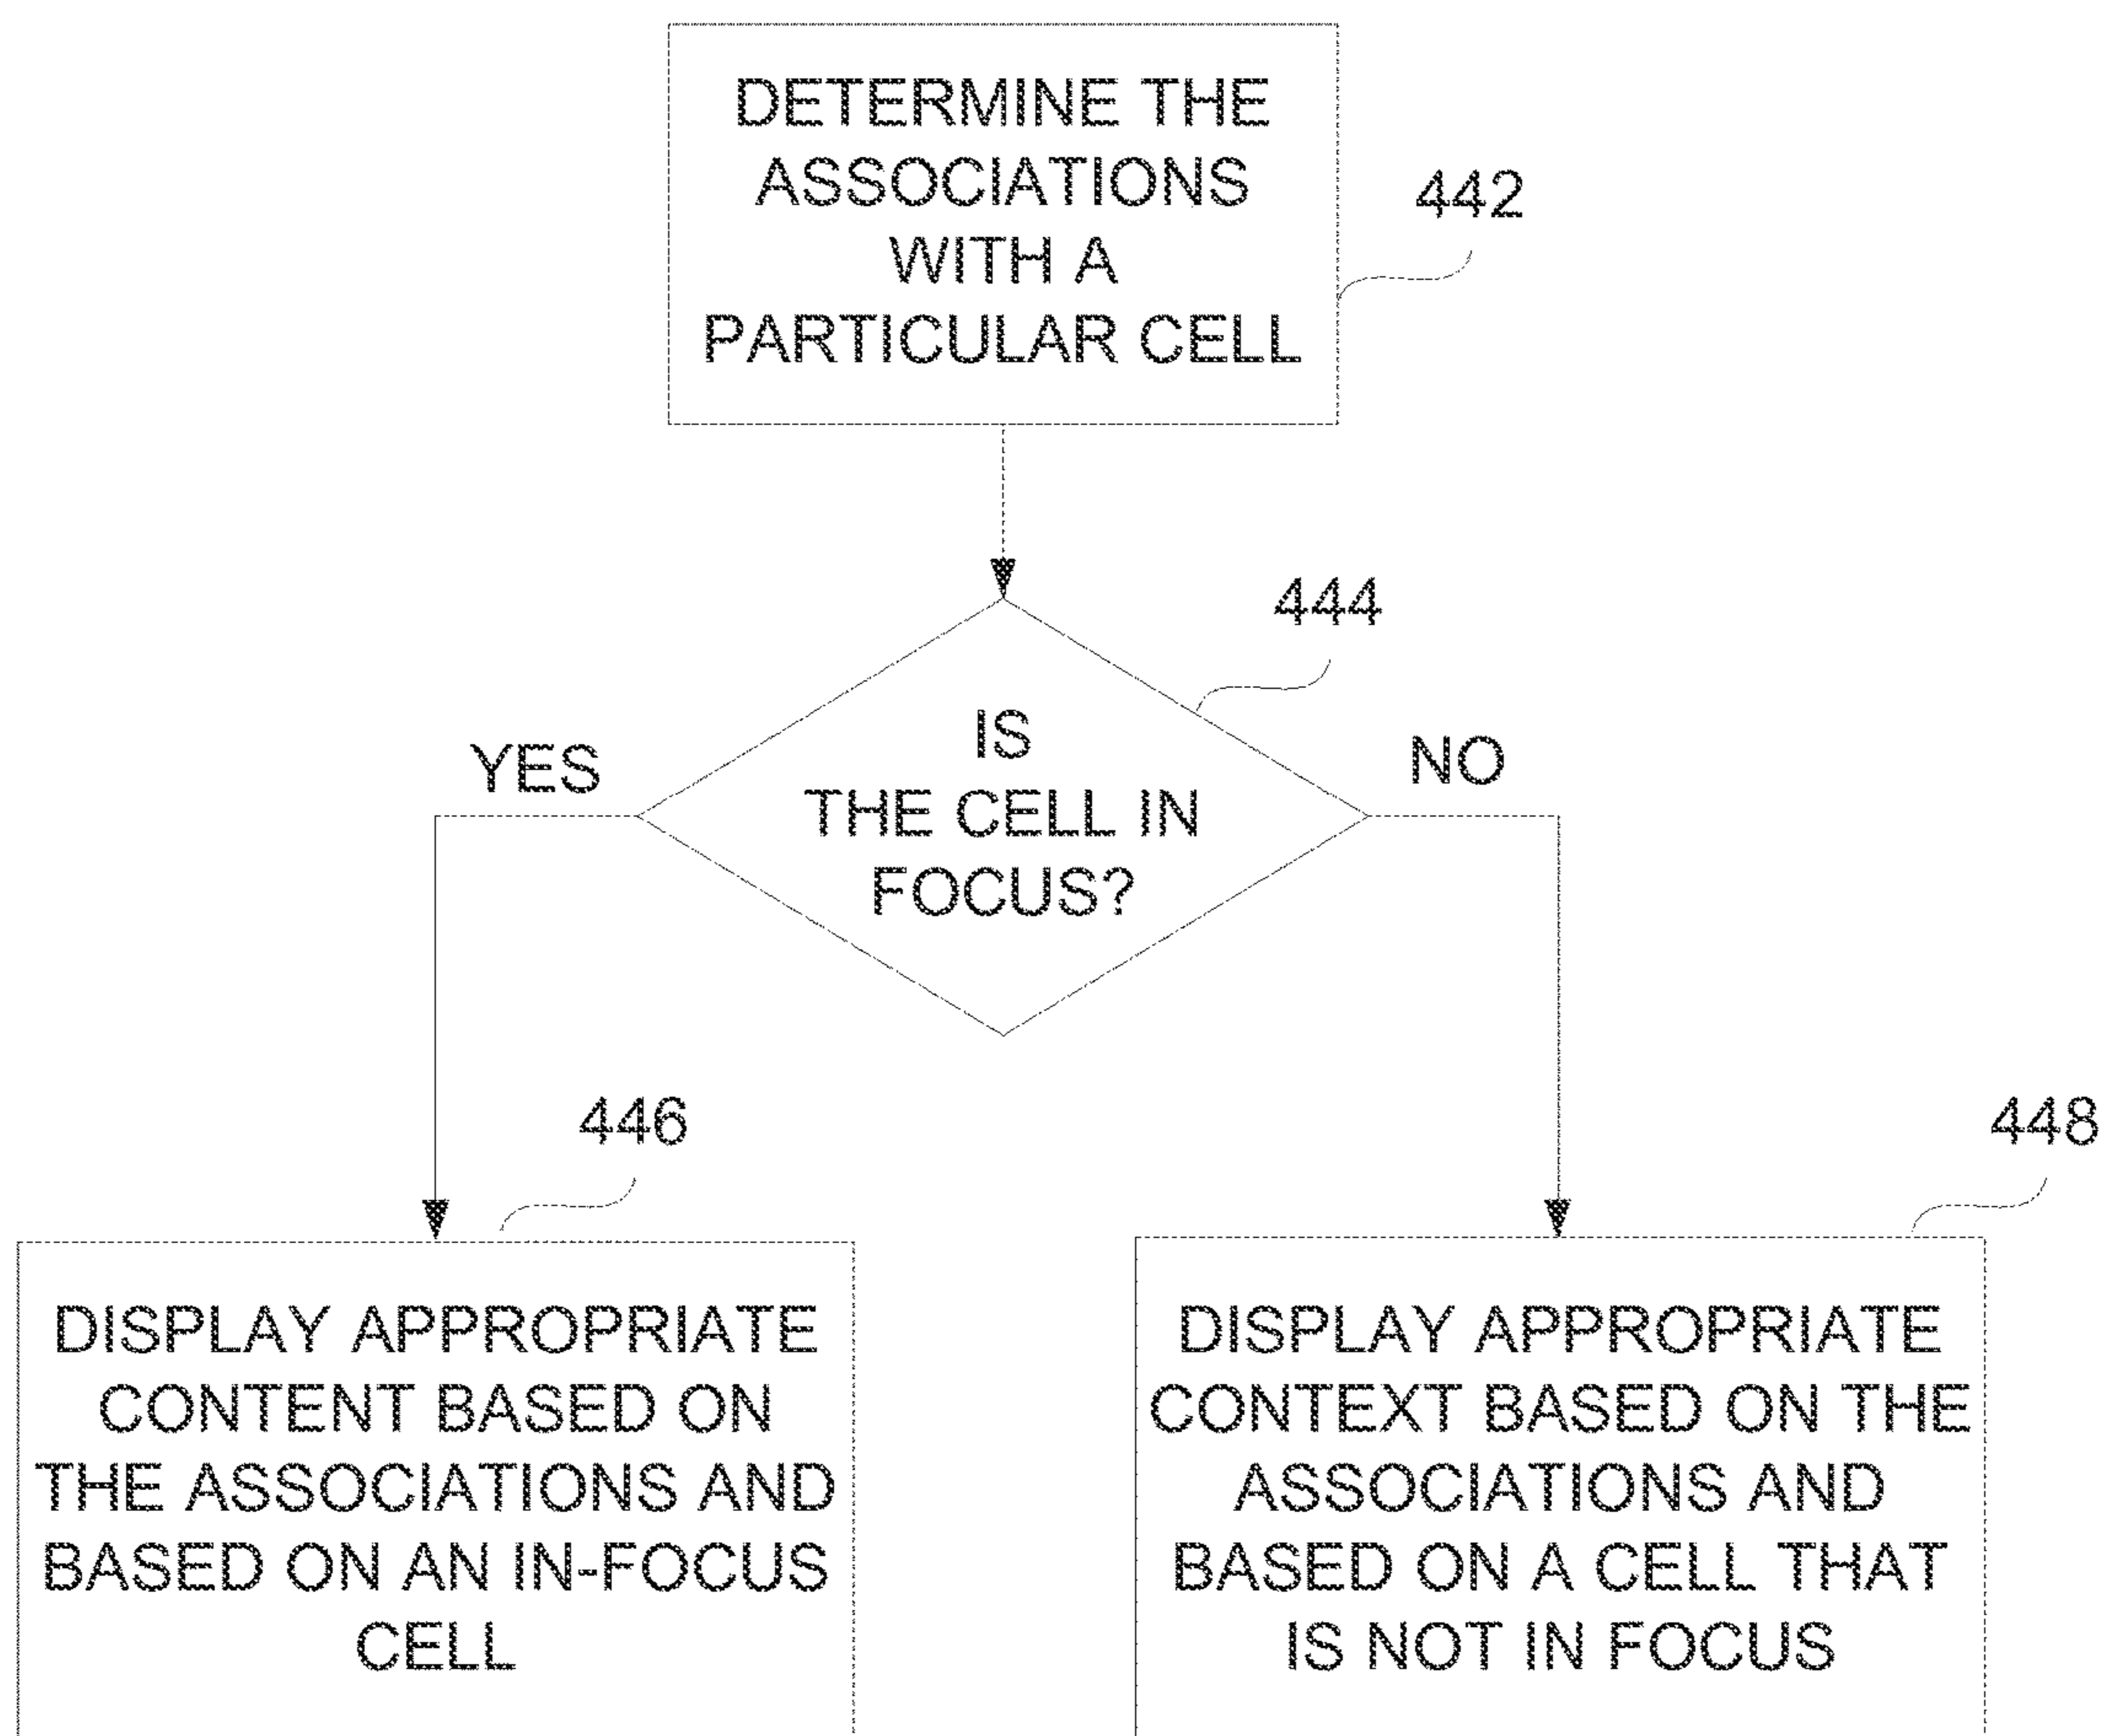 DETERMINE THE
ASSOCIATIONS
WITH A
PARTICULAR CELL
442
444
IS
THE CELL IN
FOCUS?
YES
NO
446
448
DISPLAY APPROPRIATE
CONTENT BASED ON
THE ASSOCIATIONS AND
BASED ON AN IN-FOCUS
CELL
DISPLAY APPROPRIATE
CONTEXT BASED ON THE
ASSOCIATIONS AND
BASED ON A CELL THAT
IS NOT IN FOCUS